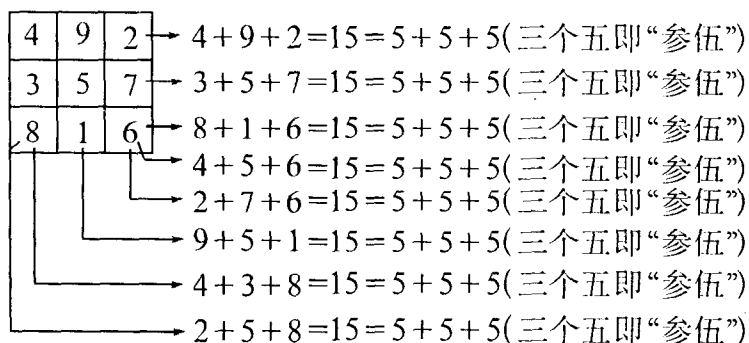 4 9 2 → 4+9+2=15=5+5+5(三个五即“参伍”)
3 5 7 → 3+5+7=15=5+5+5(三个五即“参伍”)
8 1 6 → 8+1+6=15=5+5+5(三个五即“参伍”)
4+5+6=15=5+5+5(三个五即“参伍”)
2+7+6=15=5+5+5(三个五即“参伍”)
9+5+1=15=5+5+5(三个五即“参伍”)
4+3+8=15=5+5+5(三个五即“参伍”)
2+5+8=15=5+5+5(三个五即“参伍”)